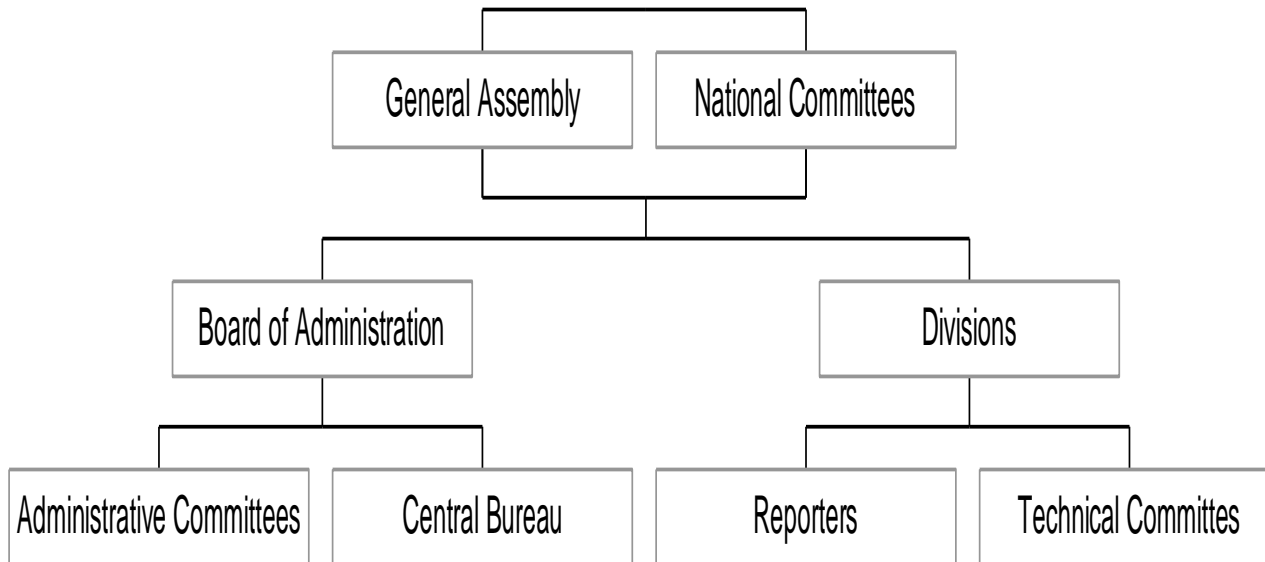 General Assembly
National Committees
Board of Administration
Divisions
Administrative Committees
Central Bureau
Reporters
Technical Committes